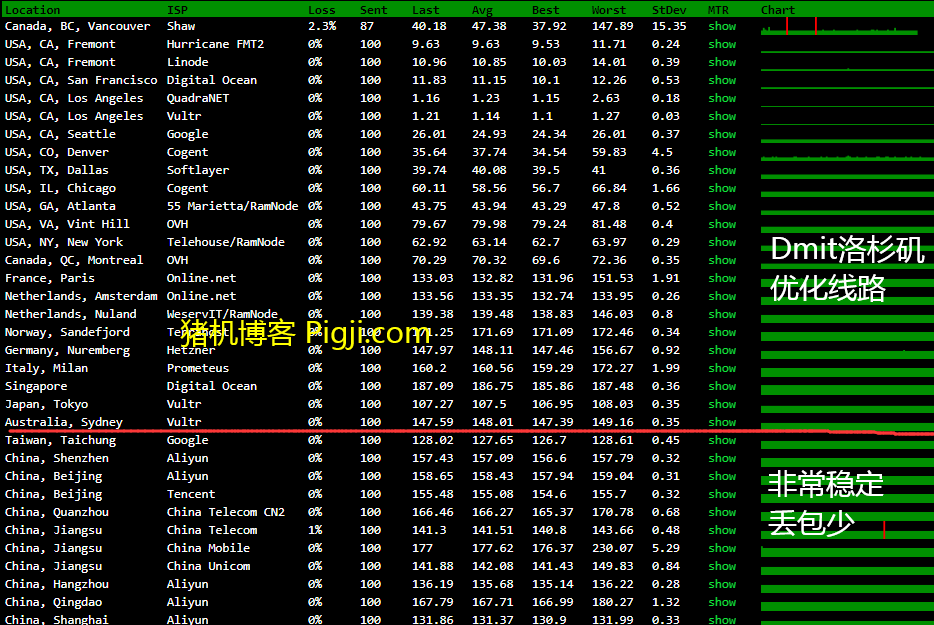 Location ISP Loss Sent Last Avg Best Worst StDev MTR Chart
Canada, BC, Vancouver Shaw 2.3% 87 40.18 47.38 37.92 147.89 15.35 show
USA, CA, Fremont Hurricane FMT2 0% 100 9.63 9.63 9.53 11.71 0.24 show
USA, CA, Fremont Linode 0% 100 10.96 10.85 10.03 14.01 0.39 show
USA, CA, San Francisco Digital Ocean 0% 100 11.83 11.15 10.1 12.26 0.53 show
USA, CA, Los Angeles QuadraNET 0% 100 1.16 1.23 1.15 2.63 0.18 show
USA, CA, Los Angeles Vultr 0% 100 1.21 1.14 1.1 1.27 0.03 show
USA, CA, Seattle Google 0% 100 26.01 24.93 24.34 26.01 0.37 show
USA, CO, Denver Cogent 0% 100 35.64 37.74 34.54 59.83 4.5 show
USA, TX, Dallas Softlayer 0% 100 39.74 40.08 39.5 41 0.36 show
USA, IL, Chicago Cogent 0% 100 60.11 58.56 56.7 66.84 1.66 show
USA, GA, Atlanta 55 Marietta/RamNode 0% 100 43.75 43.94 43.29 47.8 0.52 show
USA, VA, Vint Hill OVH 0% 100 79.67 79.98 79.24 81.48 0.4 show
USA, NY, New York Telehouse/RamNode 0% 100 62.92 63.14 62.7 63.97 0.29 show
Canada, QC, Montreal OVH 0% 100 70.29 70.32 69.6 72.36 0.35 show
Dmit洛杉矶
优化线路
France, Paris Online.net 0% 100 133.03 132.82 131.96 151.53 1.91 show
Netherlands, Amsterdam Online.net 0% 100 133.56 133.35 132.74 133.95 0.26 show
Netherlands, Nuland WeservIT/RamNode 0% 100 139.38 139.48 138.83 146.03 0.8 show
Norway, Sandefjord 0% 100 171.25 171.69 171.09 172.46 0.34 show
猪机博客 Pigji.com
Germany, Nuremberg Hetzner 0% 100 147.97 148.11 147.46 156.67 0.92 show
Italy, Milan Prometeus 0% 100 160.2 160.56 159.29 172.27 1.99 show
Singapore Digital Ocean 0% 100 187.09 186.75 185.86 187.48 0.36 show
Japan, Tokyo Vultr 0% 100 107.27 107.5 106.95 108.03 0.35 show
Australia, Sydney Vultr 0% 100 147.59 148.01 147.39 149.16 0.35 show
Taiwan, Taichung Google 0% 100 128.02 127.65 126.7 128.61 0.45 show
China, Shenzhen Aliyun 0% 100 157.43 157.09 156.6 157.79 0.32 show
China, Beijing Aliyun 0% 100 158.65 158.43 157.94 159.04 0.31 show
China, Beijing Tencent 0% 100 155.48 155.08 154.6 155.7 0.32 show
非常稳定
丢包少
China, Quanzhou China Telecom CN2 0% 100 166.46 166.27 165.37 170.78 0.68 show
China, Jiangsu China Telecom 1% 100 141.3 141.51 140.8 143.66 0.48 show
China, Jiangsu China Mobile 0% 100 177 177.62 176.37 230.07 5.29 show
China, Jiangsu China Unicom 0% 100 141.88 142.08 141.43 149.83 0.84 show
China, Hangzhou Aliyun 0% 100 136.19 135.68 135.14 136.22 0.28 show
China, Qingdao Aliyun 0% 100 167.79 167.71 166.99 180.27 1.32 show
China, Shanghai Aliyun 0% 100 131.86 131.37 130.9 131.99 0.33 show